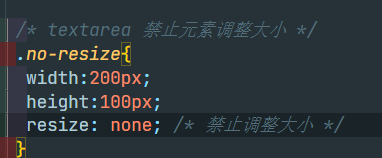 /* textarea 禁止元素调整大小 */
.no-resize{
width:200px;
height:100px;
resize: none; /* 禁止调整大小 */
}